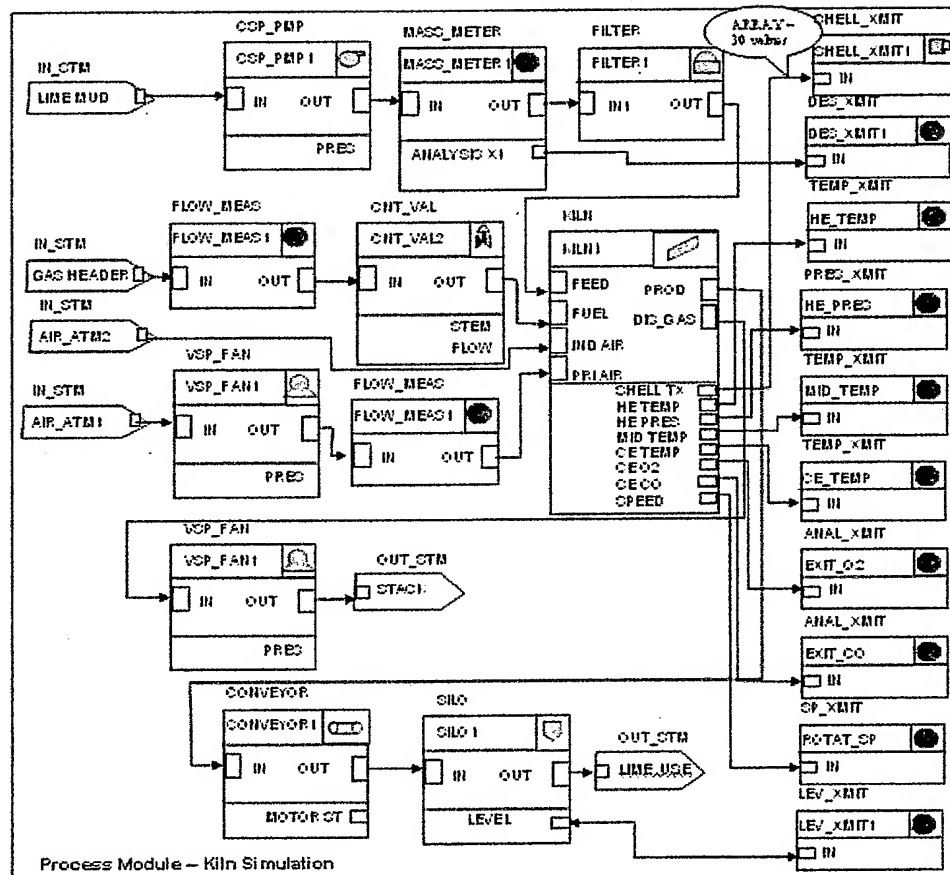 CSP_PMP
CSP_PMP1
IN OUT
PRES
MASS_METER
MASS_METER1
IN OUT
ANALYSIS X1
FILTER
FILTER1
IN1 OUT
ARRAY –
30 values
SHELL_XMIT
SHELL_XMIT1
IN
IN_STM
LIME MUD
DES_XMIT
DES_XMIT1
IN
FLOW_MEAS
FLOW_MEAS1
IN OUT
CNT_VAL
CNT_VAL2
IN OUT
STEM
FLOW
KILN
KILN1
FEED PROD
FUEL DIS_GAS
IND AIR
PRI AIR
SHELL TX
HE TEMP
HE PRES
MID TEMP
CE TEMP
CE O2
CE CO
SPEED
TEMP_XMIT
HE_TEMP
IN
IN_STM
GAS HEADER
IN_STM
AIR_ATM2
PRES_XMIT
HE_PRES
IN
IN_STM
AIR_ATM1
VSP_FAN
VSP_FAN1
IN OUT
PRES
FLOW_MEAS
FLOW_MEAS1
IN OUT
TEMP_XMIT
MID_TEMP
IN
TEMP_XMIT
CE_TEMP
IN
VSP_FAN
VSP_FAN1
IN OUT
PRES
OUT_STM
STACK
ANAL_XMIT
EXIT_O2
IN
ANAL_XMIT
EXIT_CO
IN
CONVEYOR
CONVEYOR1
IN OUT
MOTOR ST
SILO
SILO1
IN OUT
LEVEL
OUT_STM
LIME_USE
SP_XMIT
ROTAT_SP
IN
LEV_XMIT
LEV_XMIT1
IN
Process Module – Kiln Simulation